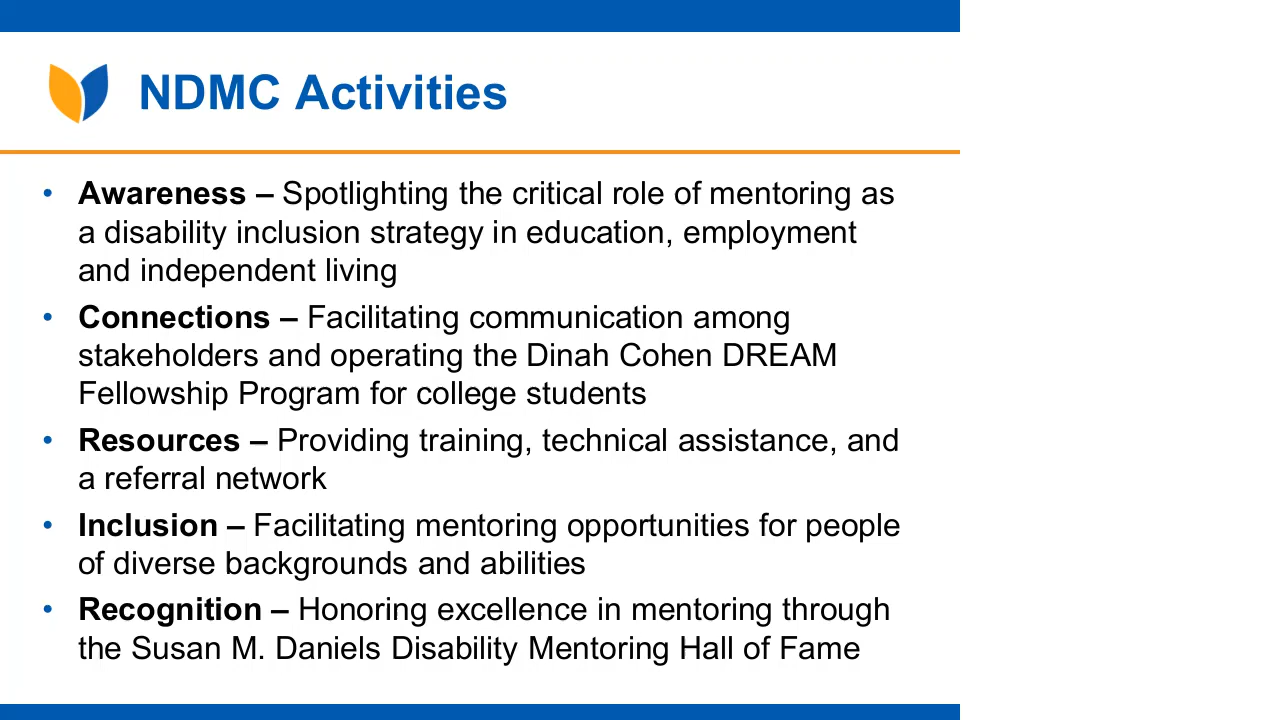 NDMC Activities
• Awareness – Spotlighting the critical role of mentoring as
a disability inclusion strategy in education, employment
and independent living
• Connections – Facilitating communication among
stakeholders and operating the Dinah Cohen DREAM
Fellowship Program for college students
• Resources – Providing training, technical assistance, and
a referral network
• Inclusion – Facilitating mentoring opportunities for people
of diverse backgrounds and abilities
• Recognition – Honoring excellence in mentoring through
the Susan M. Daniels Disability Mentoring Hall of Fame